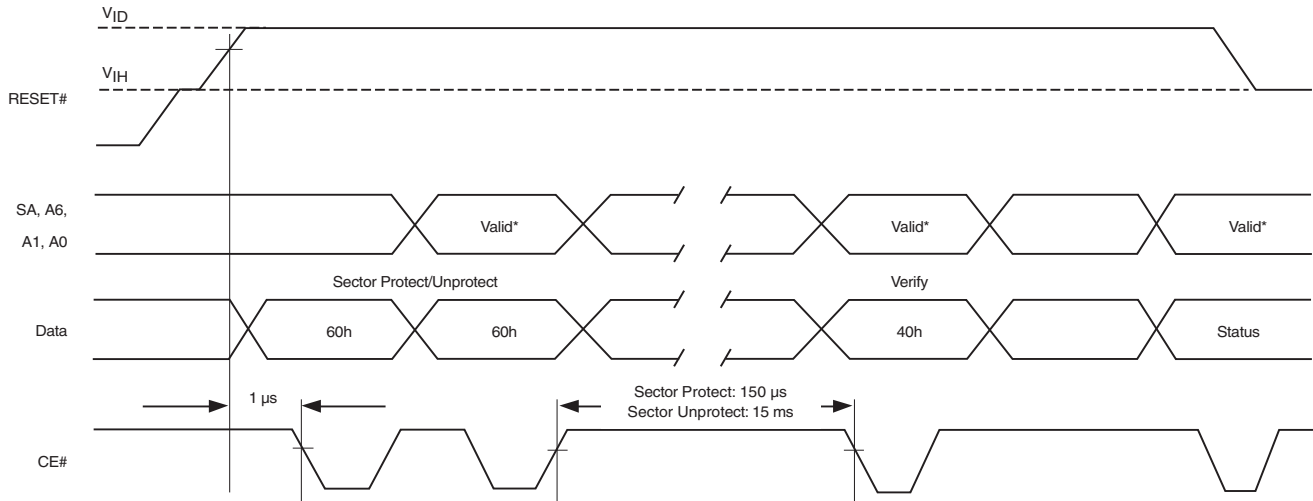 VID
VIH
RESET#
SA, A6,
A1, A0
Valid*
Valid*
Valid*
Sector Protect/Unprotect
Verify
Data
60h
60h
40h
Status
1 µs
Sector Protect: 150 µs
Sector Unprotect: 15 ms
CE#